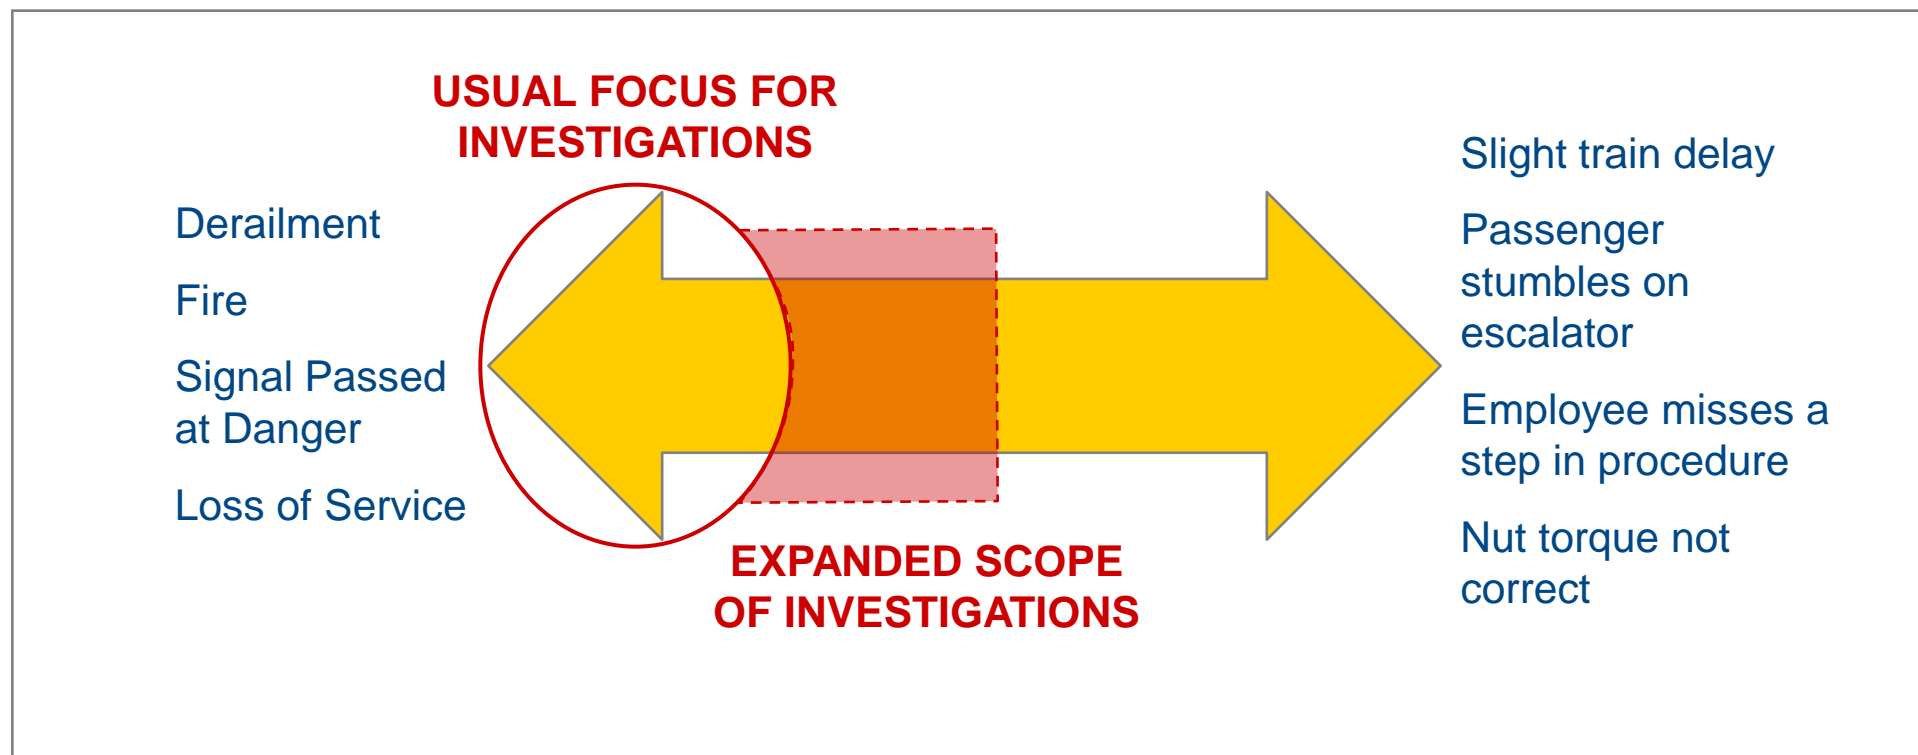 USUAL FOCUS FOR
INVESTIGATIONS
Derailment
Fire
Signal Passed
at Danger
Loss of Service
EXPANDED SCOPE
OF INVESTIGATIONS
Slight train delay
Passenger
stumbles on
escalator
Employee misses a
step in procedure
Nut torque not
correct